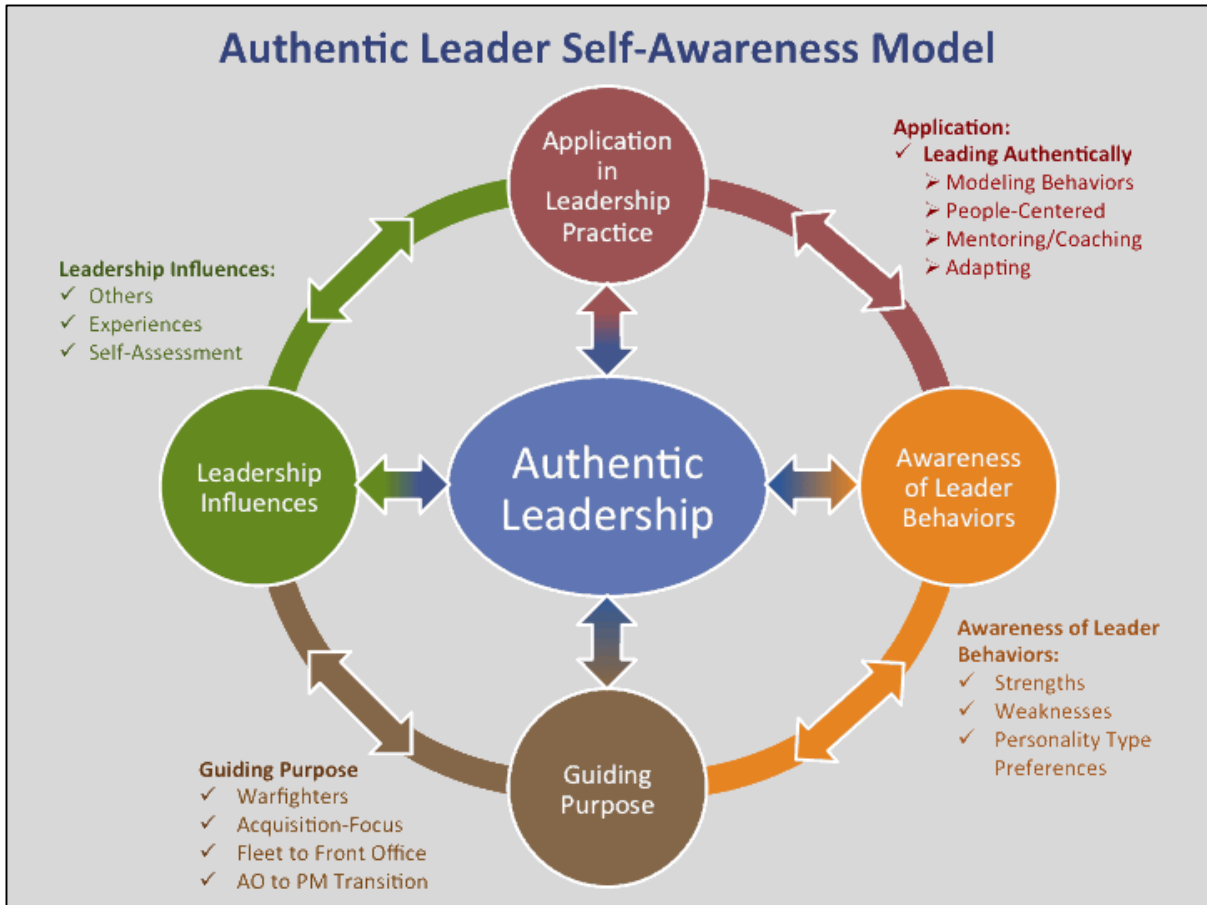 Authentic Leader Self-Awareness Model
Application
in
Leadership
Practice
Application:
✓ Leading Authentically
➢ Modeling Behaviors
➢ People-Centered
➢ Mentoring/Coaching
➢ Adapting
Leadership Influences:
✓ Others
✓ Experiences
✓ Self-Assessment
Leadership
Influences
Authentic
Leadership
Awareness
of Leader
Behaviors
Awareness of Leader
Behaviors:
✓ Strengths
✓ Weaknesses
✓ Personality Type
Preferences
Guiding Purpose
✓ Warfighters
✓ Acquisition-Focus
✓ Fleet to Front Office
✓ AO to PM Transition
Guiding
Purpose